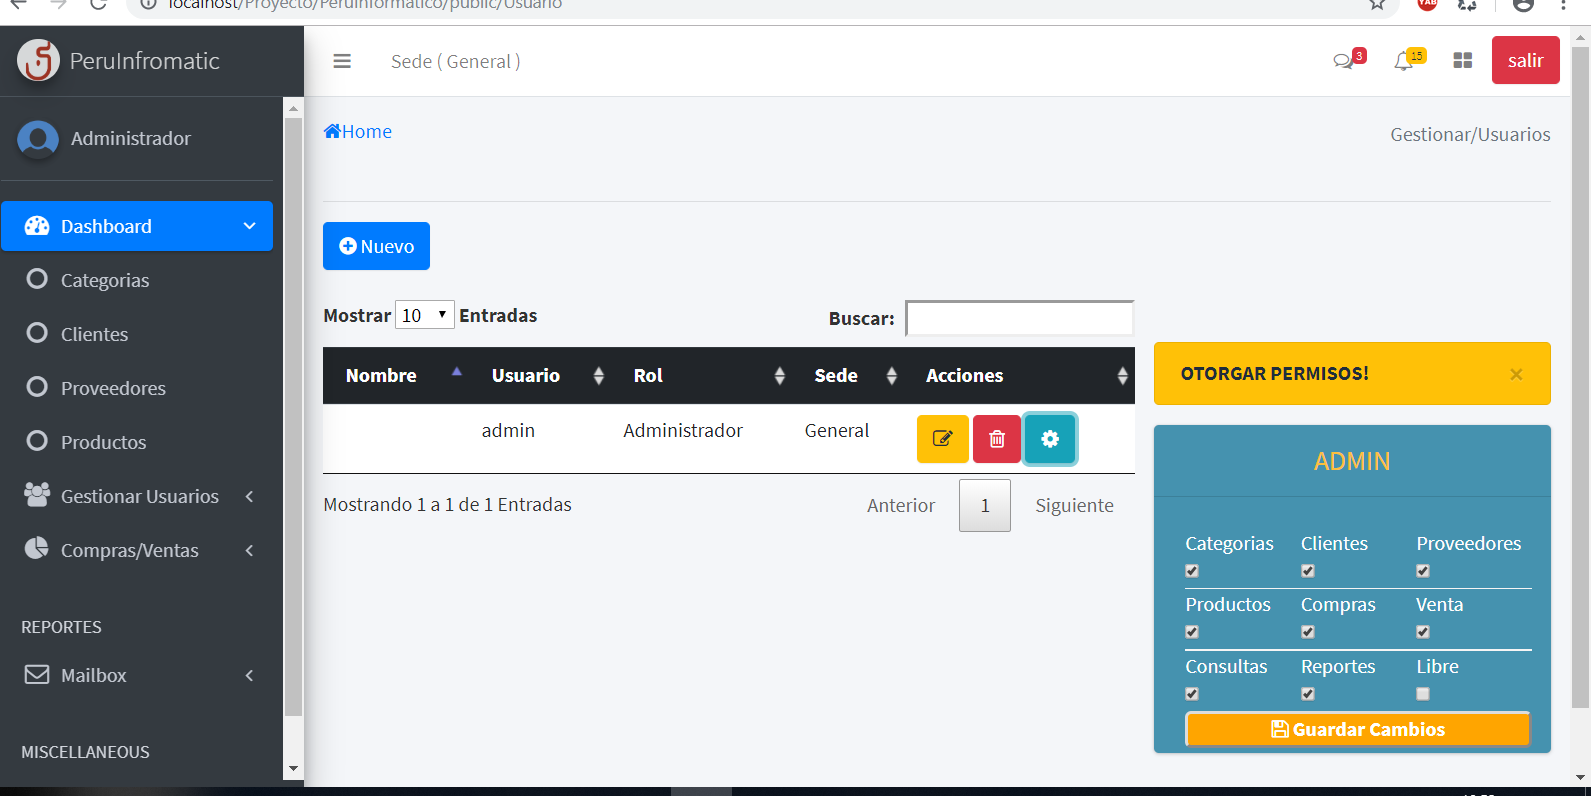 localhost/Proyecto/PeruInformatico/public/Usuario
YAB
PeruInfromatic
Sede ( General )
3
15
salir
Administrador
Home
Gestionar/Usuarios
Dashboard
Nuevo
Categorias
Clientes
Proveedores
Productos
Gestionar Usuarios
Compras/Ventas
REPORTES
Mailbox
MISCELLANEOUS
Mostrar 10 Entradas
Buscar:
Nombre Usuario Rol Sede Acciones
admin Administrador General
Mostrando 1 a 1 de 1 Entradas
Anterior 1 Siguiente
OTORGAR PERMISOS!
×
ADMIN
Categorias Clientes Proveedores
Productos Compras Venta
Consultas Reportes Libre
Guardar Cambios